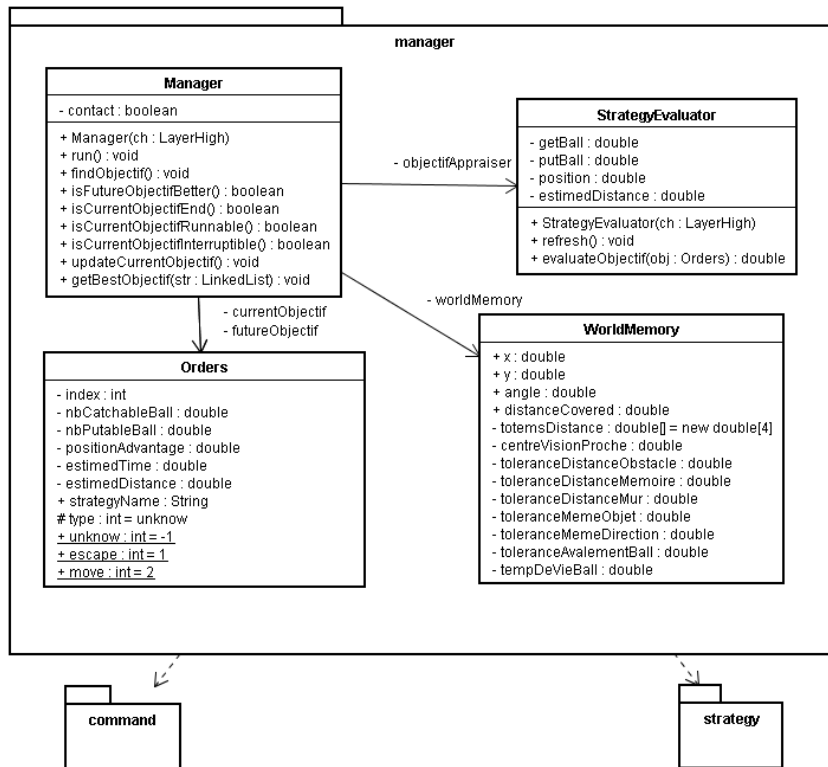 manager
Manager
- contact : boolean
+ Manager(ch : LayerHigh)
+ run() : void
+ findObjectif() : void
+ isFutureObjectifBetter() : boolean
+ isCurrentObjectifEnd() : boolean
+ isCurrentObjectifRunnable() : boolean
+ isCurrentObjectifInterruptible() : boolean
+ updateCurrentObjectif() : void
+ getBestObjectif(str : LinkedList) : void
- objectifAppraiser
StrategyEvaluator
- getBall : double
- putBall : double
- position : double
- estimedDistance : double
+ StrategyEvaluator(ch : LayerHigh)
+ refresh() : void
+ evaluateObjectif(obj : Orders) : double
- currentObjectif
- futureObjectif
- worldMemory
Orders
- index : int
- nbCatchableBall : double
- nbPutableBall : double
- positionAdvantage : double
- estimedTime : double
- estimedDistance : double
+ strategyName : String
# type : int = unknow
+ unknow : int = -1
+ escape : int = 1
+ move : int = 2
WorldMemory
+ x : double
+ y : double
+ angle : double
+ distanceCovered : double
- totemsDistance : double[] = new double[4]
- centreVisionProche : double
- toleranceDistanceObstacle : double
- toleranceDistanceMemoire : double
- toleranceDistanceMur : double
- toleranceMemeObjet : double
- toleranceMemeDirection : double
- toleranceAvalementBall : double
- tempDeVieBall : double
command
strategy